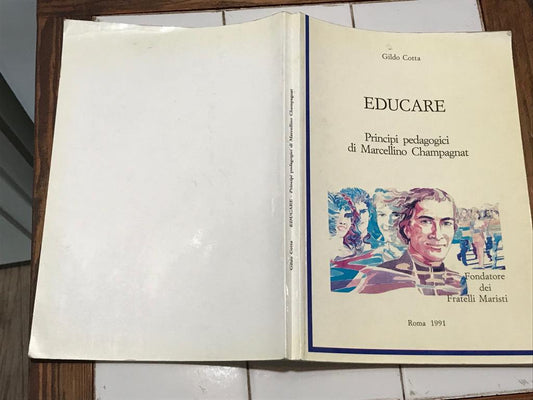 Gildo Cotta
EDUCARE
Principi pedagogici
di Marcellino Champagnat
Fondatore
dei
Fratelli Maristi
Roma 1991
Gildo Cotta EDUCARE - Principi pedagogici di Marcellino Champagnat